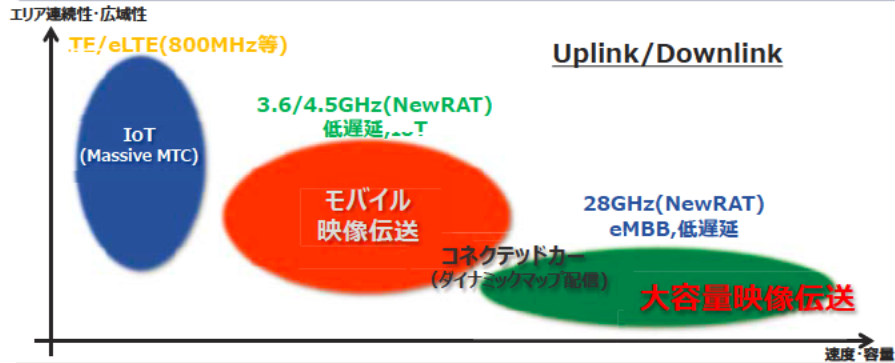 エリア連続性・広域性
TE/eLTE(800MHz等)
Uplink/Downlink
3.6/4.5GHz(NewRAT)
低遅延,IoT
IoT
(Massive MTC)
モバイル
映像伝送
28GHz(NewRAT)
eMBB,低遅延
コネクテッドカー
(ダイナミックマップ配信)
大容量映像伝送
速度・容量